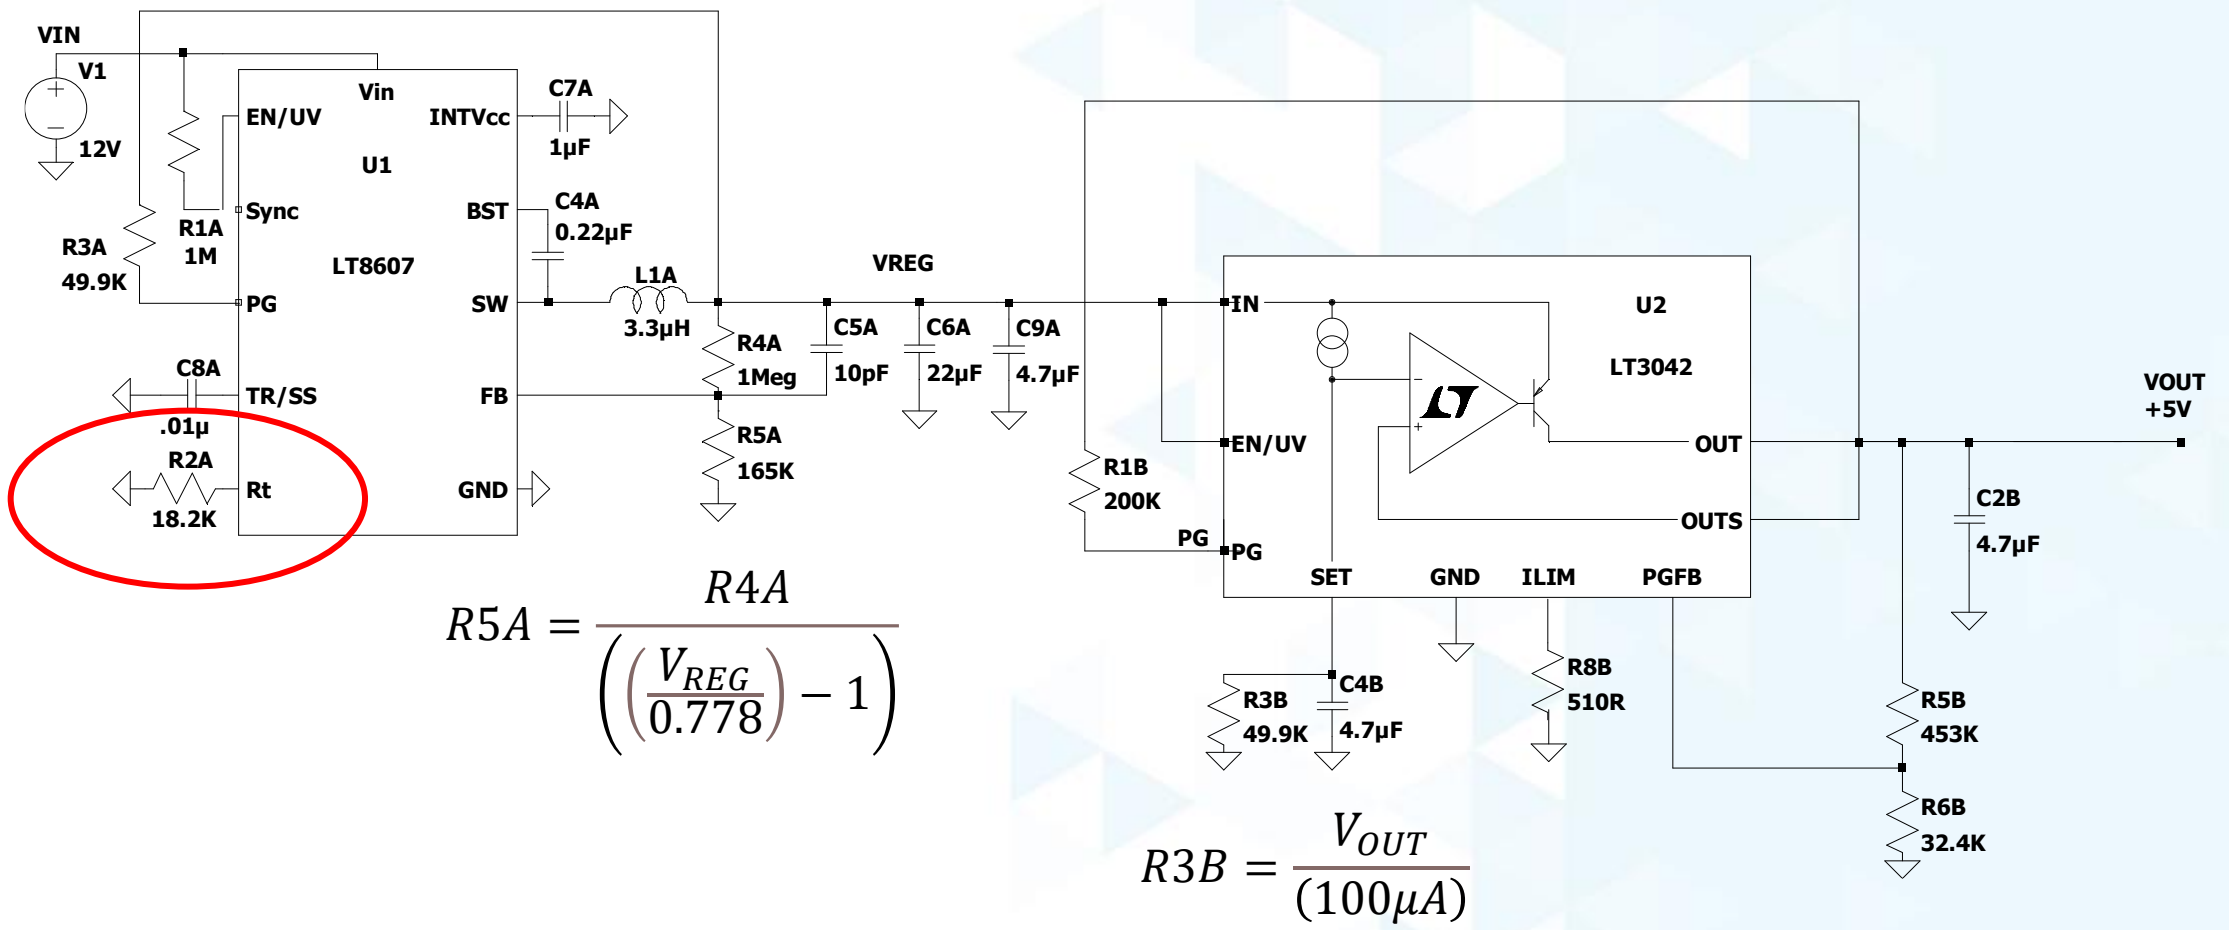 VIN
V1
12V
Vin
EN/UV
INTVcc
U1
Sync
BST
LT8607
PG
SW
TR/SS
FB
Rt
GND
R1A
1M
R3A
49.9K
C8A
.01µ
R2A
18.2K
C7A
1µF
C4A
0.22µF
L1A
3.3µH
R4A
1Meg
R5A
165K
C5A
10pF
VREG
C6A
22µF
C9A
4.7µF
R1B
200K
PG
IN
U2
LT3042
EN/UV
OUT
OUTS
PG
SET
GND
ILIM
PGFB
VOUT
+5V
C2B
4.7µF
R3B
49.9K
C4B
4.7µF
R8B
510R
R5B
453K
R6B
32.4K
R5A = R4A / (((V_REG / 0.778) − 1))
R3B = V_OUT / (100µA)